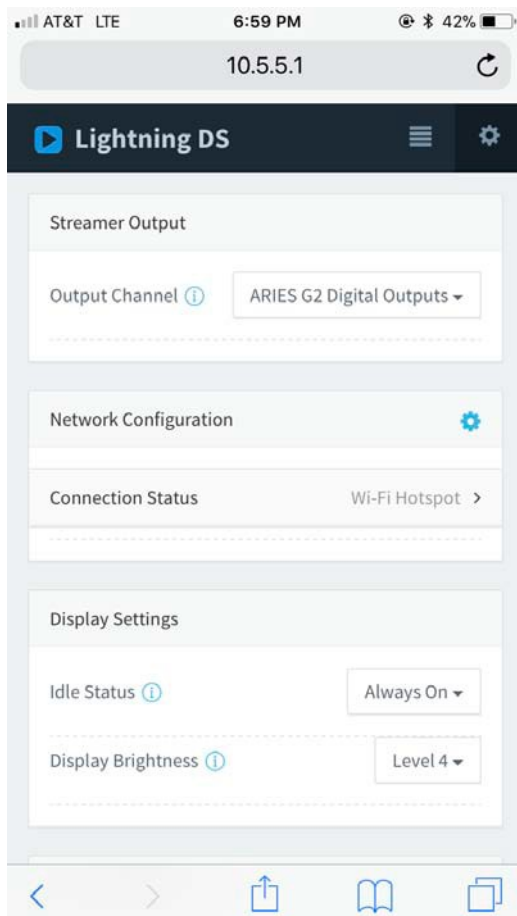 AT&T LTE 6:59 PM 42%
10.5.5.1
Lightning DS
Streamer Output
Output Channel ARIES G2 Digital Outputs
Network Configuration
Connection Status Wi-Fi Hotspot
Display Settings
Idle Status Always On
Display Brightness Level 4